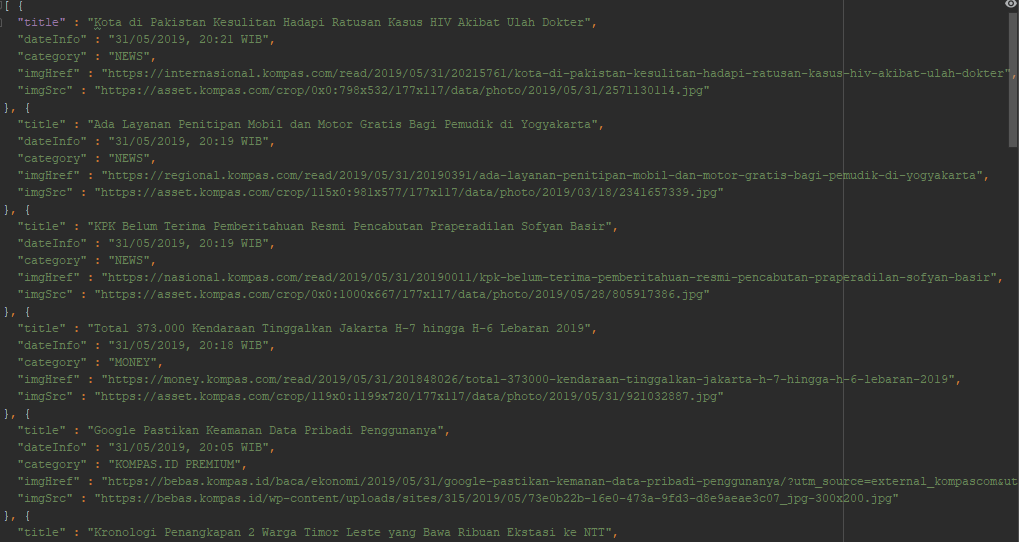 [ {
"title" : "Kota di Pakistan Kesulitan Hadapi Ratusan Kasus HIV Akibat Ulah Dokter",
"dateInfo" : "31/05/2019, 20:21 WIB",
"category" : "NEWS",
"imgHref" : "https://internasional.kompas.com/read/2019/05/31/20215761/kota-di-pakistan-kesulitan-hadapi-ratusan-kasus-hiv-akibat-ulah-dokter",
"imgSrc" : "https://asset.kompas.com/crop/0x0:798x532/177x117/data/photo/2019/05/31/2571130114.jpg"
}, {
"title" : "Ada Layanan Penitipan Mobil dan Motor Gratis Bagi Pemudik di Yogyakarta",
"dateInfo" : "31/05/2019, 20:19 WIB",
"category" : "NEWS",
"imgHref" : "https://regional.kompas.com/read/2019/05/31/20190391/ada-layanan-penitipan-mobil-dan-motor-gratis-bagi-pemudik-di-yogyakarta",
"imgSrc" : "https://asset.kompas.com/crop/115x0:981x577/177x117/data/photo/2019/03/18/2341657339.jpg"
}, {
"title" : "KPK Belum Terima Pemberitahuan Resmi Pencabutan Praperadilan Sofyan Basir",
"dateInfo" : "31/05/2019, 20:19 WIB",
"category" : "NEWS",
"imgHref" : "https://nasional.kompas.com/read/2019/05/31/20190011/kpk-belum-terima-pemberitahuan-resmi-pencabutan-praperadilan-sofyan-basir",
"imgSrc" : "https://asset.kompas.com/crop/0x0:1000x667/177x117/data/photo/2019/05/28/805917386.jpg"
}, {
"title" : "Total 373.000 Kendaraan Tinggalkan Jakarta H-7 hingga H-6 Lebaran 2019",
"dateInfo" : "31/05/2019, 20:18 WIB",
"category" : "MONEY",
"imgHref" : "https://money.kompas.com/read/2019/05/31/201848026/total-373000-kendaraan-tinggalkan-jakarta-h-7-hingga-h-6-lebaran-2019",
"imgSrc" : "https://asset.kompas.com/crop/119x0:1199x720/177x117/data/photo/2019/05/31/921032887.jpg"
}, {
"title" : "Google Pastikan Keamanan Data Pribadi Penggunanya",
"dateInfo" : "31/05/2019, 20:05 WIB",
"category" : "KOMPAS.ID PREMIUM",
"imgHref" : "https://bebas.kompas.id/baca/ekonomi/2019/05/31/google-pastikan-kemanan-data-pribadi-penggunanya/?utm_source=external_kompascom&ut
"imgSrc" : "https://bebas.kompas.id/wp-content/uploads/sites/315/2019/05/73e0b22b-16e0-473a-9fd3-d8e9aeae3c07_jpg-300x200.jpg"
}, {
"title" : "Kronologi Penangkapan 2 Warga Timor Leste yang Bawa Ribuan Ekstasi ke NTT",